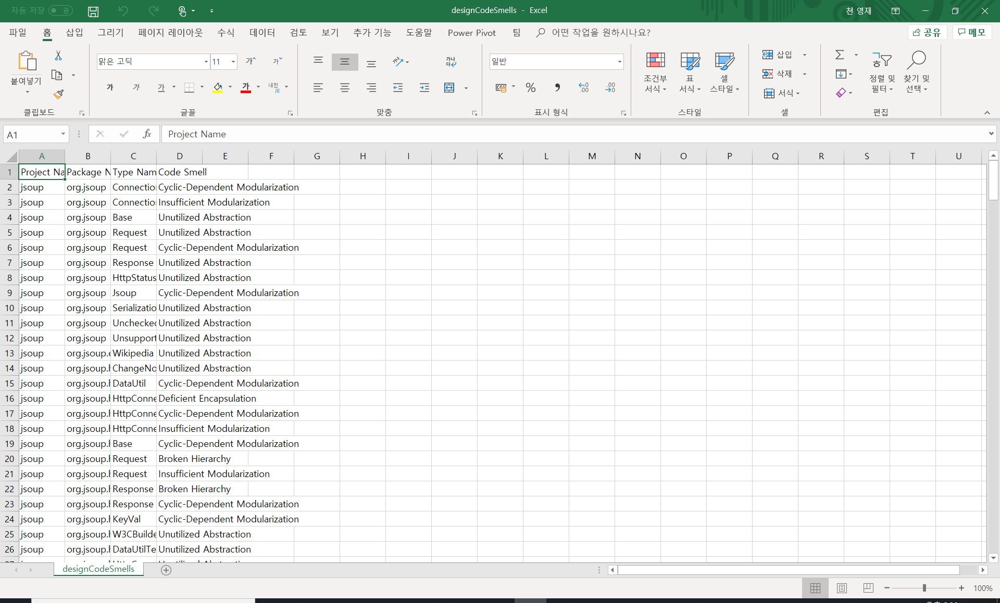 자동 저장 끔
designCodeSmells - Excel
천 영재
파일 홈 삽입 그리기 페이지 레이아웃 수식 데이터 검토 보기 추가 기능 도움말 Power Pivot 팀 어떤 작업을 원하시나요? 공유 메모
붙여넣기
클립보드
맑은 고딕 11 가 가
가 가 가 가 내천 川
글꼴
가나 다
맞춤
일반
% , .00 .00
표시 형식
조건부 서식
표 서식
셀 스타일
스타일
삽입
삭제
서식
셀
정렬 및 필터
찾기 및 선택
편집
A1 fx Project Name
A B C D E F G H I J K L M N O P Q R S T U
1 Project Na Package N Type Nam Code Smell
2 jsoup org.jsoup Connection Cyclic-Dependent Modularization
3 jsoup org.jsoup Connection Insufficient Modularization
4 jsoup org.jsoup Base Unutilized Abstraction
5 jsoup org.jsoup Request Unutilized Abstraction
6 jsoup org.jsoup Request Cyclic-Dependent Modularization
7 jsoup org.jsoup Response Unutilized Abstraction
8 jsoup org.jsoup HttpStatus Unutilized Abstraction
9 jsoup org.jsoup Jsoup Cyclic-Dependent Modularization
10 jsoup org.jsoup Serializatio Unutilized Abstraction
11 jsoup org.jsoup Unchecked Unutilized Abstraction
12 jsoup org.jsoup Unsupport Unutilized Abstraction
13 jsoup org.jsoup.e Wikipedia Unutilized Abstraction
14 jsoup org.jsoup.h ChangeNo Unutilized Abstraction
15 jsoup org.jsoup.h DataUtil Cyclic-Dependent Modularization
16 jsoup org.jsoup.h HttpConne Deficient Encapsulation
17 jsoup org.jsoup.h HttpConne Cyclic-Dependent Modularization
18 jsoup org.jsoup.h HttpConne Insufficient Modularization
19 jsoup org.jsoup.h Base Cyclic-Dependent Modularization
20 jsoup org.jsoup.h Request Broken Hierarchy
21 jsoup org.jsoup.h Request Insufficient Modularization
22 jsoup org.jsoup.h Response Broken Hierarchy
23 jsoup org.jsoup.h Response Cyclic-Dependent Modularization
24 jsoup org.jsoup.h KeyVal Cyclic-Dependent Modularization
25 jsoup org.jsoup.h W3CBuilde Unutilized Abstraction
26 jsoup org.jsoup.h DataUtilTe Unutilized Abstraction
designCodeSmells
100%